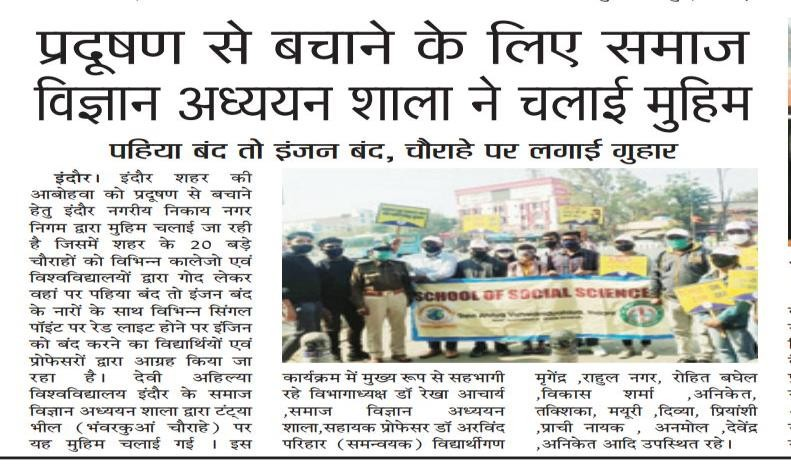 प्रदूषण से बचाने के लिए समाज
विज्ञान अध्ययन शाला ने चलाई मुहिम
पहिया बंद तो इंजन बंद, चौराहे पर लगाई गुहार
इंदौर। इंदौर शहर की
आबोहवा को प्रदूषण से बचाने
हेतु इंदौर नगरीय निकाय नगर
निगम द्वारा मुहिम चलाई जा रही
है जिसमें शहर के 20 बड़े
चौराहों को विभिन्न कालेजो एवं
विश्वविद्यालयों द्वारा गोद लेकर
वहां पर पहिया बंद तो इंजन बंद
के नारों के साथ विभिन्न सिंगल
पॉइंट पर रेड लाइट होने पर इंजिन
को बंद करने का विद्यार्थियों एवं
प्रोफेसरों द्वारा आग्रह किया जा
रहा है। देवी अहिल्या
विश्वविद्यालय इंदौर के समाज
विज्ञान अध्ययन शाला द्वारा टंट्या
भील (भंवरकुआं चौराहे) पर
यह मुहिम चलाई गई । इस
SCHOOL OF SOCIAL SCIENCE
Devi Ahilya Vishwavidyalaya, Indore
कार्यक्रम में मुख्य रूप से सहभागी
रहे विभागाध्यक्ष डॉ रेखा आचार्य
,समाज विज्ञान अध्ययन
शाला,सहायक प्रोफेसर डॉ अरविंद
परिहार (समन्वयक) विद्यार्थीगण
मृगेंद्र ,राहुल नगर, रोहित बघेल
,विकास शर्मा ,अनिकेत,
तक्शिका, मयूरी ,दिव्या, प्रियांशी
,प्राची नायक , अनमोल ,देवेंद्र
,अनिकेत आदि उपस्थित रहे।